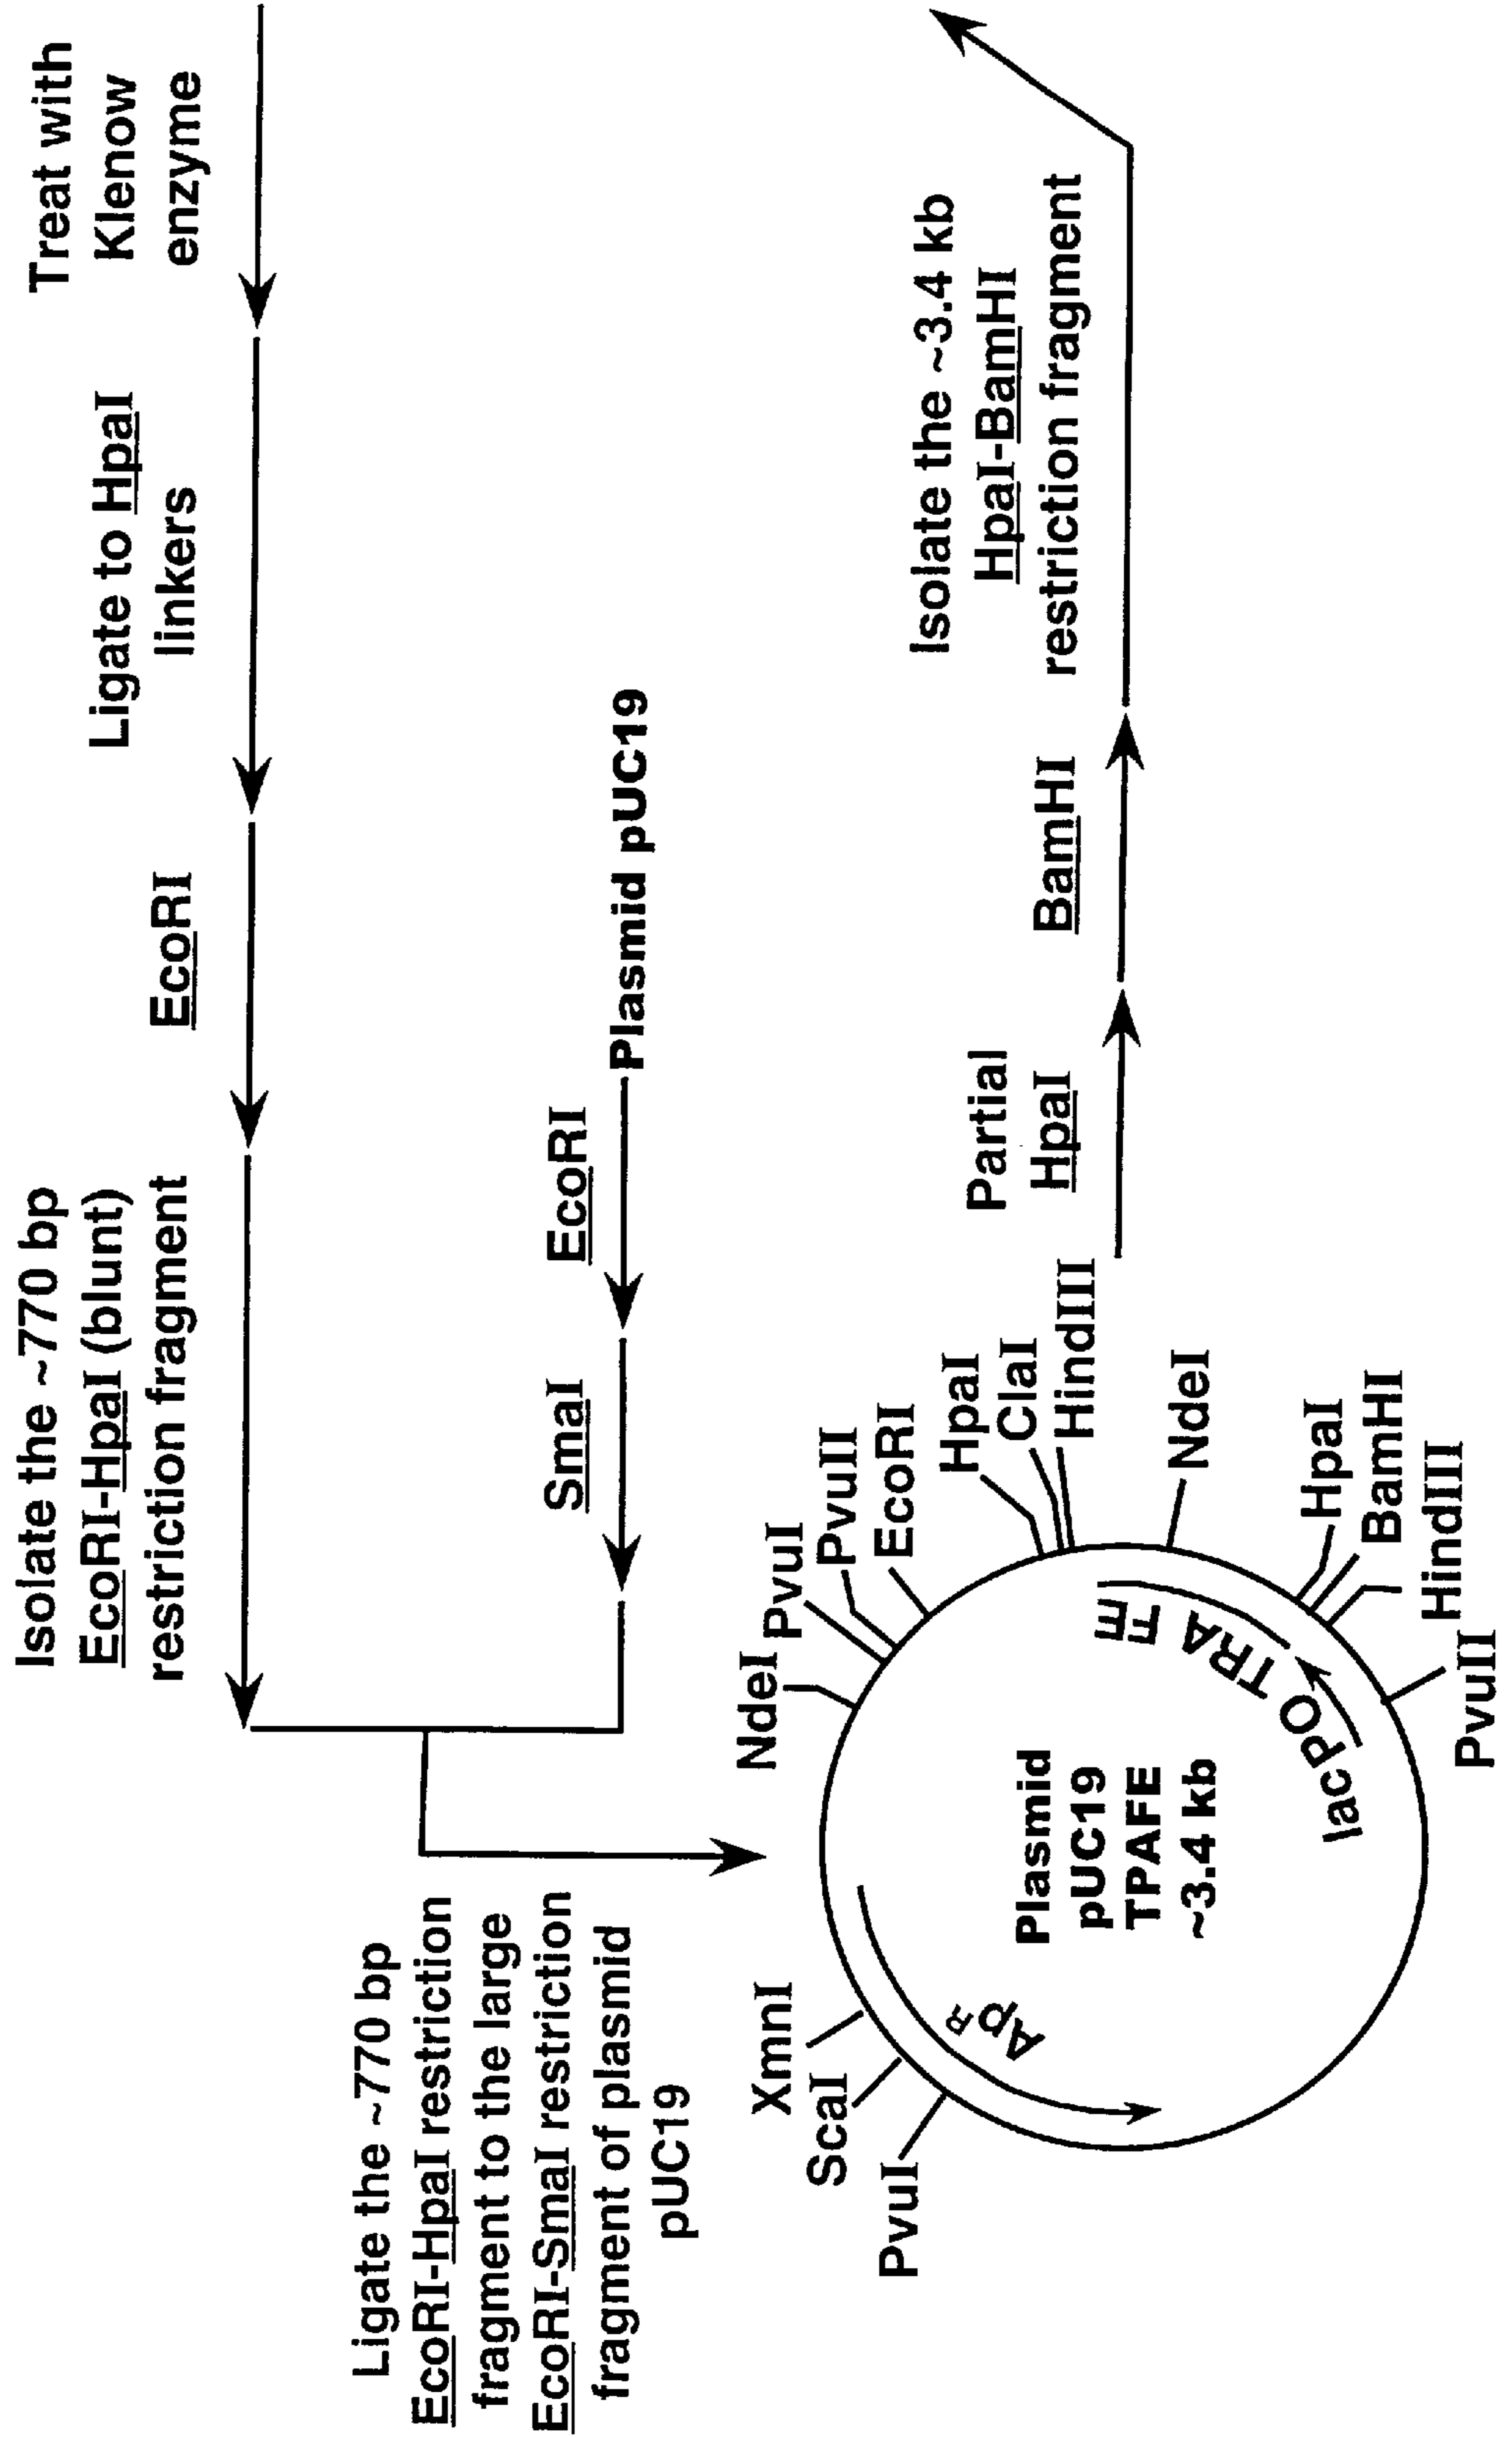 Isolate the ~770 bp
EcoRI-HpaI (blunt)
restriction fragment
EcoRI
Ligate to HpaI
linkers
Treat with
Klenow
enzyme
Ligate the ~770 bp
EcoRI-HpaI restriction
fragment to the large
EcoRI-SmaI restriction
fragment of plasmid
pUC19
SmaI
EcoRI
Plasmid pUC19
XmnI
ScaI
PvuI
NdeI
PvuI
PvuII
EcoRI
HpaI
ClaI
HindIII
NdeI
HpaI
BamHI
HindIII
PvuII
ApR
Plasmid
pUC19
TPAFE
~3.4 kb
lacPO
TRA FE
Partial
HpaI
BamHI
Isolate the ~3.4 kb
HpaI-BamHI
restriction fragment